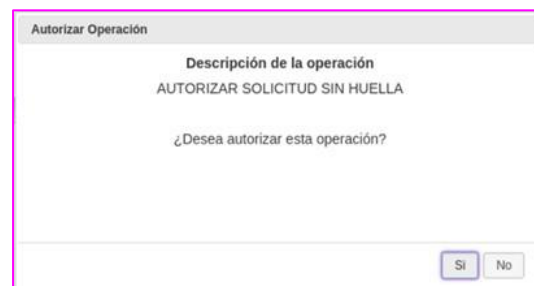 Autorizar Operación
Descripción de la operación
AUTORIZAR SOLICITUD SIN HUELLA
¿Desea autorizar esta operación?
Si No